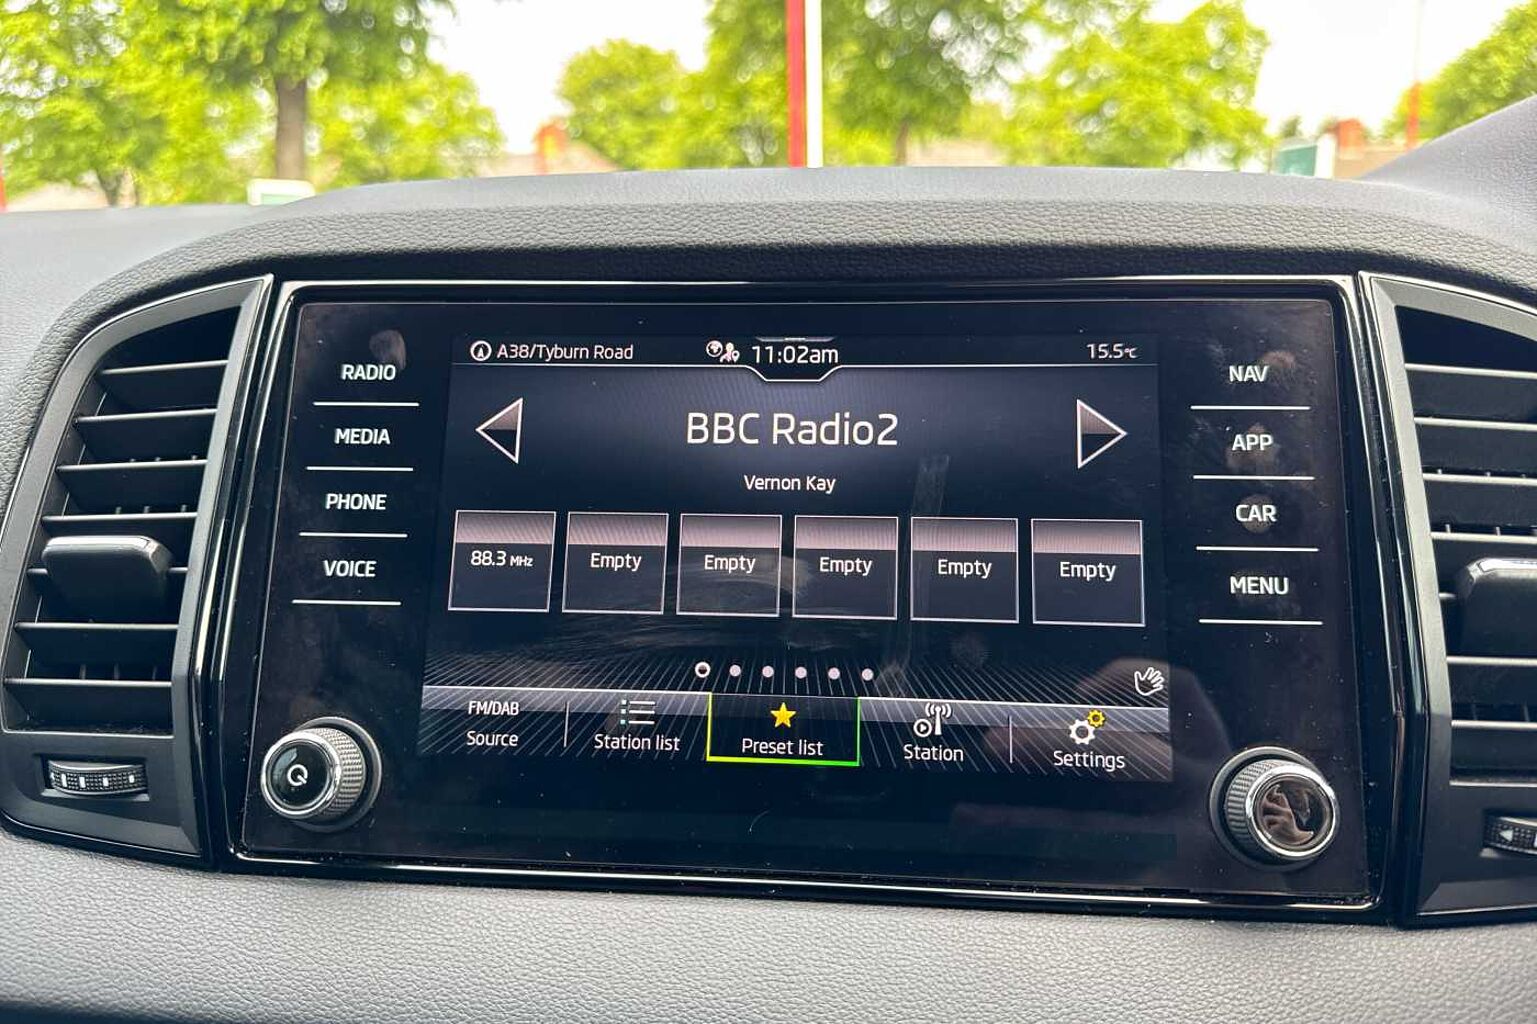 A38/Tyburn Road
11:02am
15.5°C
RADIO
MEDIA
PHONE
VOICE
BBC Radio2
Vernon Kay
88.3 MHz
Empty
Empty
Empty
Empty
Empty
FM/DAB
Source
Station list
Preset list
Station
Settings
NAV
APP
CAR
MENU